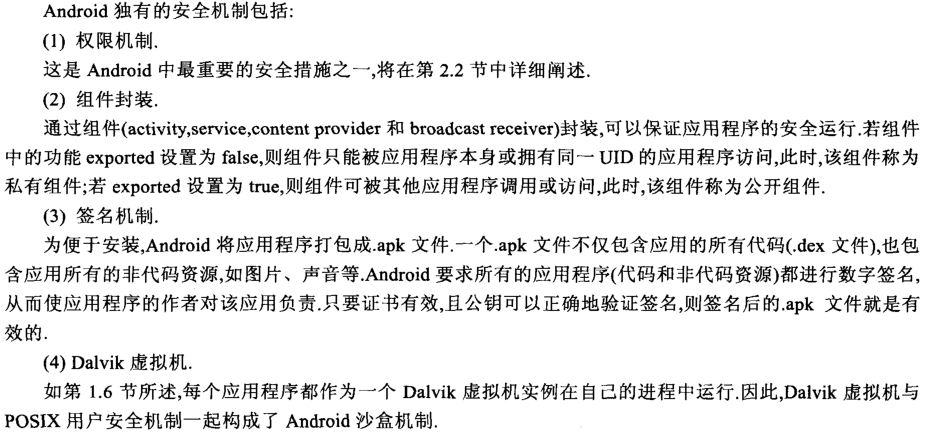 Android 独有的安全机制包括:
(1) 权限机制.
这是 Android 中最重要的安全措施之一,将在第 2.2 节中详细阐述.
(2) 组件封装.
通过组件(activity,service,content provider 和 broadcast receiver)封装,可以保证应用程序的安全运行.若组件
中的功能 exported 设置为 false,则组件只能被应用程序本身或拥有同一 UID 的应用程序访问,此时,该组件称为
私有组件;若 exported 设置为 true,则组件可被其他应用程序调用或访问,此时,该组件称为公开组件.
(3) 签名机制.
为便于安装,Android 将应用程序打包成.apk 文件.一个.apk 文件不仅包含应用的所有代码(.dex 文件),也包
含应用所有的非代码资源,如图片、声音等.Android 要求所有的应用程序(代码和非代码资源)都进行数字签名,
从而使应用程序的作者对该应用负责.只要证书有效,且公钥可以正确地验证签名,则签名后的.apk 文件就是有
效的.
(4) Dalvik 虚拟机.
如第 1.6 节所述,每个应用程序都作为一个 Dalvik 虚拟机实例在自己的进程中运行.因此,Dalvik 虚拟机与
POSIX 用户安全机制一起构成了 Android 沙盒机制.